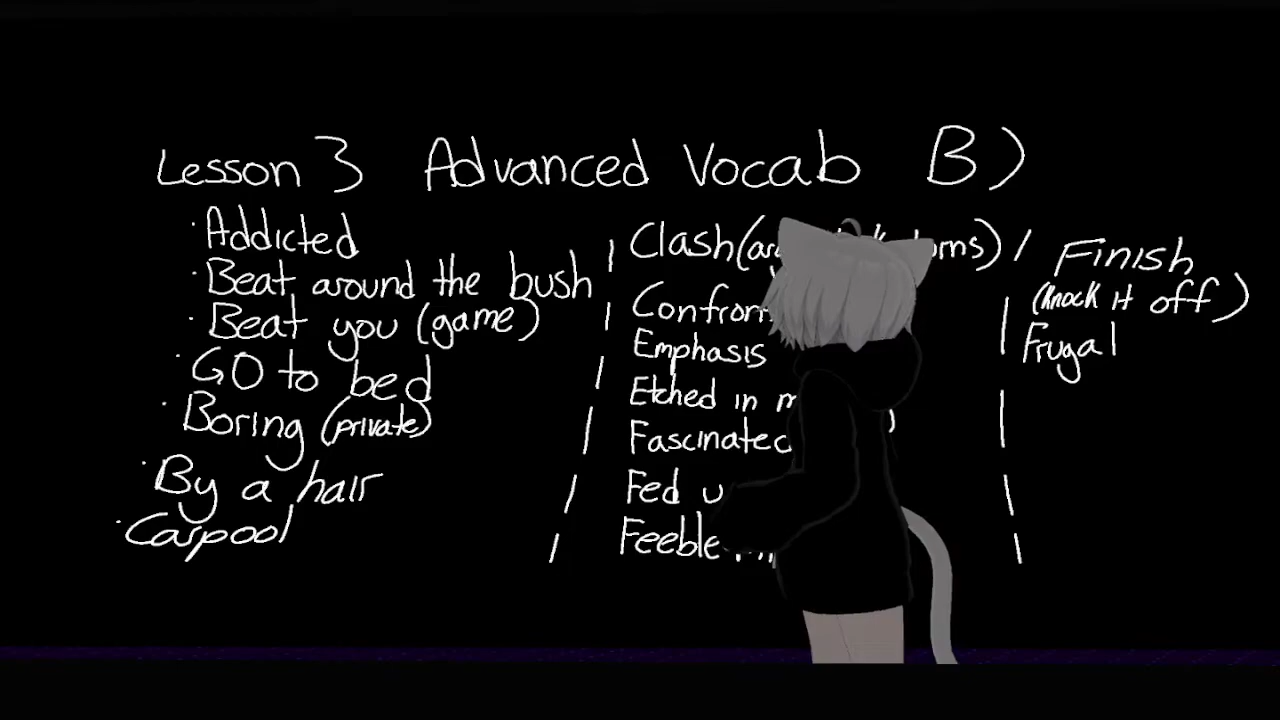 Lesson 3 Advanced Vocab B)
· Addicted
· Beat around the bush
· Beat you (game)
· GO to bed
· Boring (private)
· By a hair
· Carpool
Clash
Emphasis
Etched in
Fascinated
Fed
Feeble
Finish
(knock it off)
Frugal